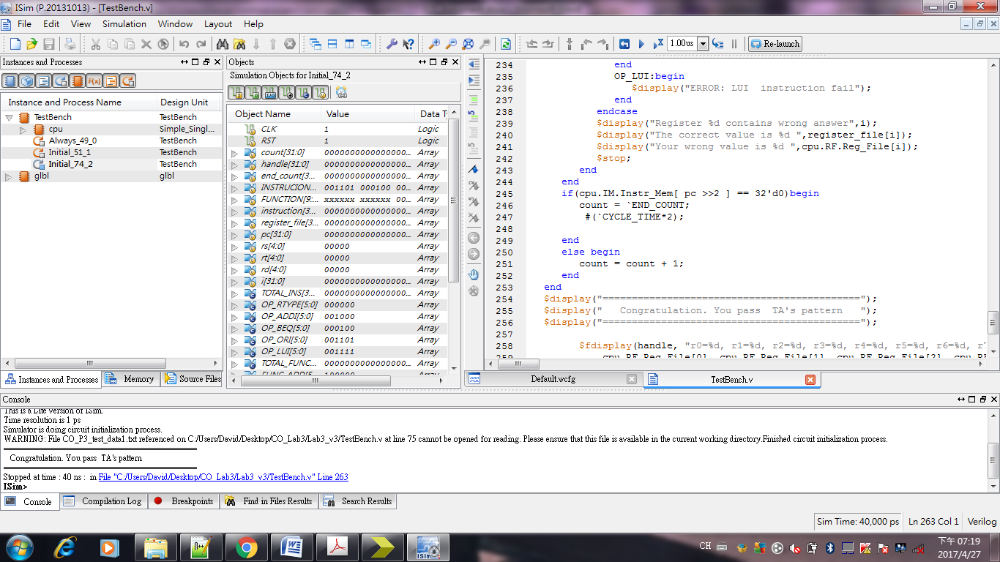 ISim (P.20131013) - [TestBench.v]
File Edit View Simulation Window Layout Help
1.00us Re-launch
Instances and Processes
Instance and Process Name Design Unit
TestBench TestBench
cpu Simple_Singl...
Always_49_0 TestBench
Initial_51_1 TestBench
Initial_74_2 TestBench
glbl glbl
Instances and Processes Memory Source Files
Objects
Simulation Objects for Initial_74_2
Object Name Value Data T
CLK 1 Logic
RST 1 Logic
count[31:0] 0000000000000000... Array
handle[31:0] 0000000000000000... Array
end_count[3... 0000000000000000... Array
INSTRUCION... 001101 000100 00... Array
FUNCTION[9:... xxxxxx xxxxxx 00... Array
instruction[3... 0000000000000000... Array
register_file[3... 0000000000000000... Array
pc[31:0] 0000000000000000... Array
rs[4:0] 00000 Array
rt[4:0] 00000 Array
rd[4:0] 00000 Array
i[31:0] 0000000000000000... Array
TOTAL_INS[3... 0000000000000000... Array
OP_RTYPE[5:0] 000000 Array
OP_ADDI[5:0] 001000 Array
OP_BEQ[5:0] 000100 Array
OP_ORI[5:0] 001101 Array
OP_LUI[5:0] 001111 Array
TOTAL_FUNC... 0000000000000000... Array
FUNC_ADD[5... 100000 Array
234 end
235 OP_LUI:begin
236 $display("ERROR: LUI  instruction fail");
237 end
238 endcase
239 $display("Register %d contains wrong answer",i);
240 $display("The correct value is %d ",register_file[i]);
241 $display("Your wrong value is %d ",cpu.RF.Reg_File[i]);
242 $stop;
243 end
244 end
245 if(cpu.IM.Instr_Mem[ pc >>2 ] == 32'd0)begin
246 count = `END_COUNT;
247 #(`CYCLE_TIME*2);
248
249 end
250 else begin
251 count = count + 1;
252 end
253 end
254 $display("============================================");
255 $display("   Congratulation. You pass  TA's pattern   ");
256 $display("============================================");
257
258 $fdisplay(handle, "r0=%d, r1=%d, r2=%d, r3=%d, r4=%d, r5=%d, r6=%d, r7
259 cpu.RF.Reg_File[0], cpu.RF.Reg_File[1], cpu.RF.Reg_File[2], cpu.RF
Default.wcfg TestBench.v
Console
This is a Lite version of ISim.
Time resolution is 1 ps
Simulator is doing circuit initialization process.
WARNING: File CO_P3_test_data1.txt referenced on C:/Users/David/Desktop/CO_Lab3/Lab3_v3/TestBench.v at line 75 cannot be opened for reading. Please ensure that this file is available in the current working directory.Finished circuit initialization process.
============================================
Congratulation. You pass  TA's pattern
============================================
Stopped at time : 40 ns :  in File "C:/Users/David/Desktop/CO_Lab3/Lab3_v3/TestBench.v" Line 263
ISim>
Console Compilation Log Breakpoints Find in Files Results Search Results
Sim Time: 40,000 ps Ln 263 Col 1 Verilog
CH 下午 07:19
2017/4/27